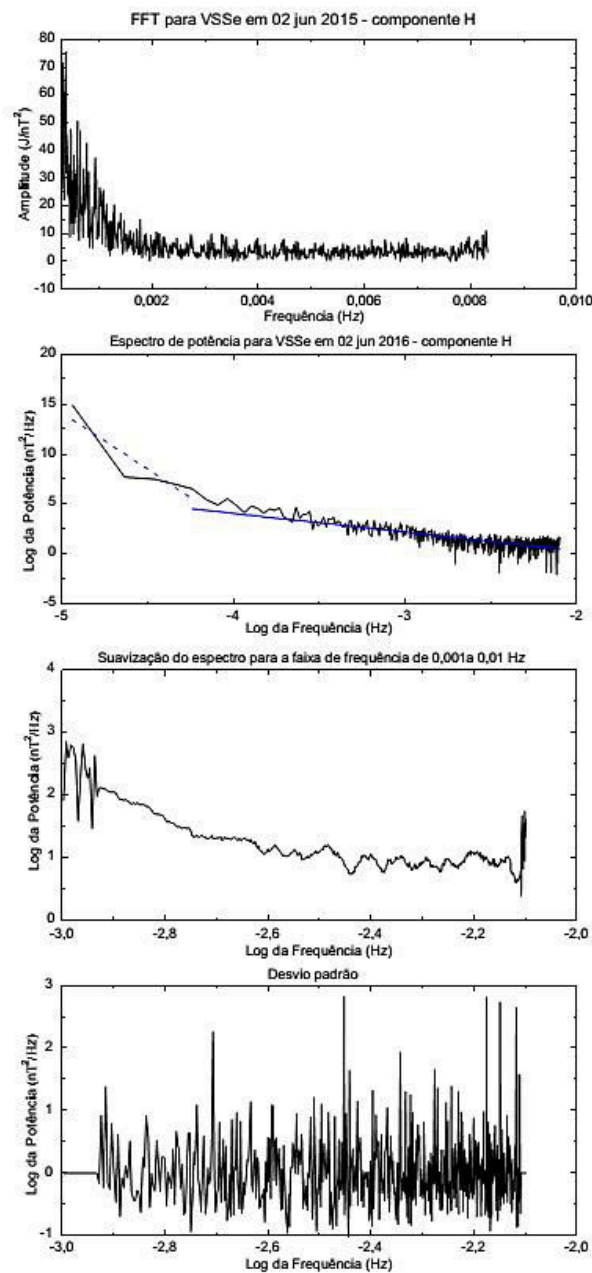 FFT para VSSe em 02 jun 2015 - componente H
Amplitude (J/nT²)
80
70
60
50
40
30
20
10
0
-10
0,002 0,004 0,006 0,008 0,010
Frequência (Hz)
Espectro de potência para VSSe em 02 jun 2016 - componente H
Log da Potência (nT²/Hz)
20
15
10
5
0
-5
-5 -4 -3 -2
Log da Frequência (Hz)
Suavização do espectro para a faixa de frequência de 0,001a 0,01 Hz
Log da Potência (nT²/Hz)
4
3
2
1
0
-3,0 -2,8 -2,6 -2,4 -2,2 -2,0
Log da Frequência (Hz)
Desvio padrão
Log da Potência (nT²/Hz)
3
2
1
0
-1
-3,0 -2,8 -2,6 -2,4 -2,2 -2,0
Log da Frequência (Hz)